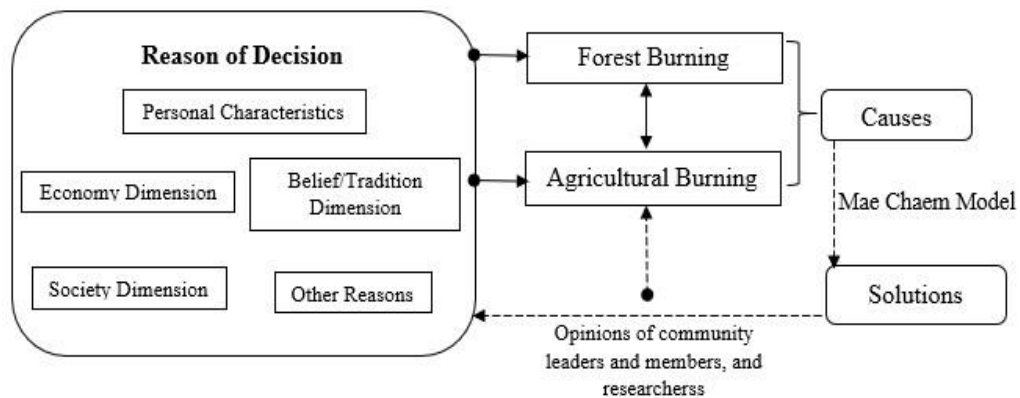 Reason of Decision
Personal Characteristics
Economy Dimension
Belief/Tradition
Dimension
Society Dimension
Other Reasons
Forest Burning
Agricultural Burning
Causes
Mae Chaem Model
Solutions
Opinions of community
leaders and members, and
researcherss